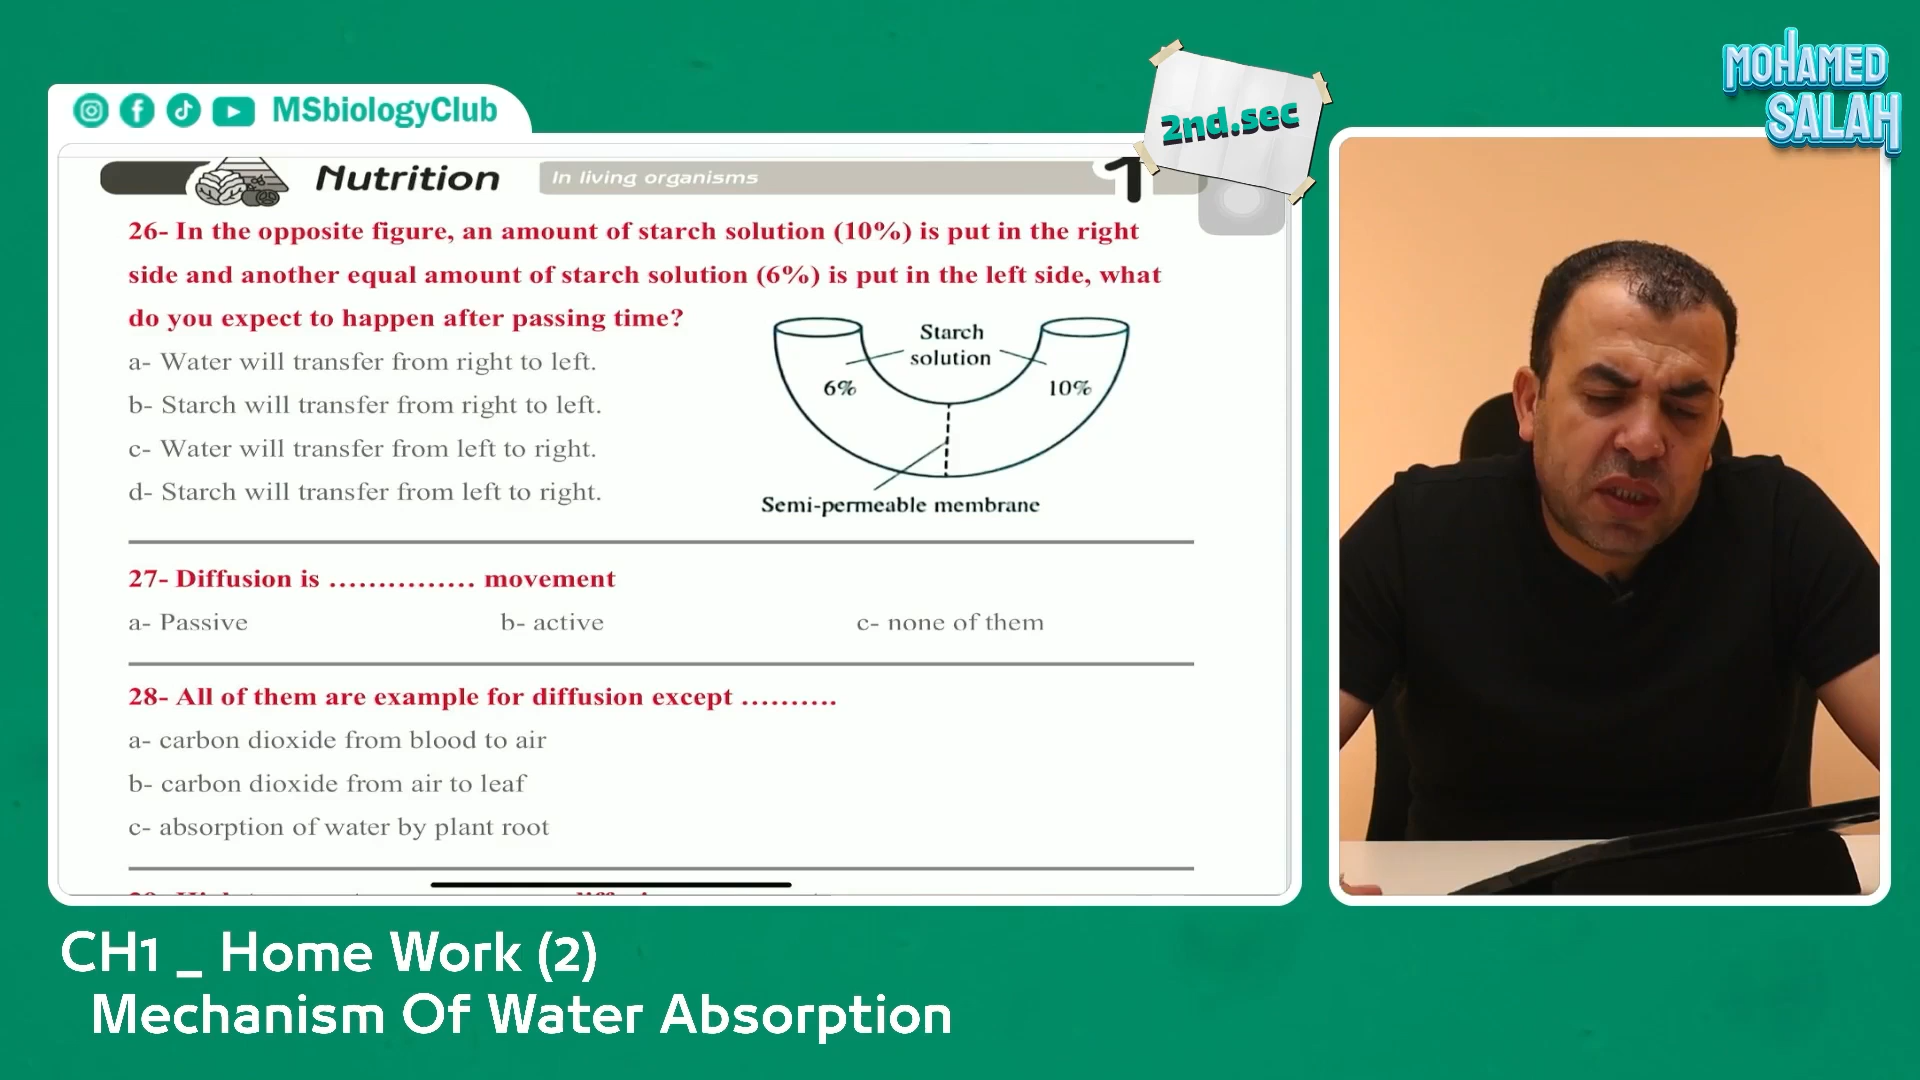 MOHAMED
SALAH
MSbiologyClub
2nd.sec
Nutrition
In living organisms
1
26- In the opposite figure, an amount of starch solution (10%) is put in the right
side and another equal amount of starch solution (6%) is put in the left side, what
do you expect to happen after passing time?
a- Water will transfer from right to left.
b- Starch will transfer from right to left.
c- Water will transfer from left to right.
d- Starch will transfer from left to right.
Starch
solution
6%
10%
Semi-permeable membrane
27- Diffusion is ............... movement
a- Passive
b- active
c- none of them
28- All of them are example for diffusion except ..........
a- carbon dioxide from blood to air
b- carbon dioxide from air to leaf
c- absorption of water by plant root
CH1 _ Home Work (2)
Mechanism Of Water Absorption